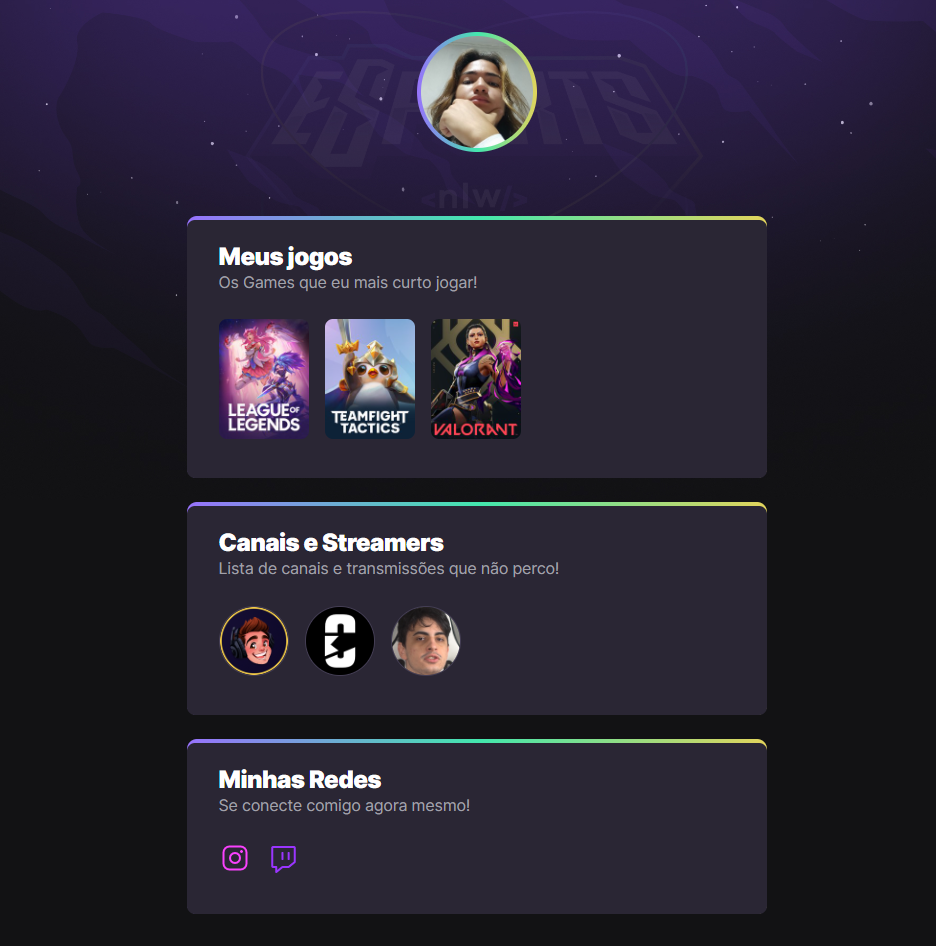 ESPORTS
<nlw/>
Meus jogos
Os Games que eu mais curto jogar!
LEAGUE OF
LEGENDS
TEAMFIGHT
TACTICS
VALORANT
Canais e Streamers
Lista de canais e transmissões que não perco!
Minhas Redes
Se conecte comigo agora mesmo!